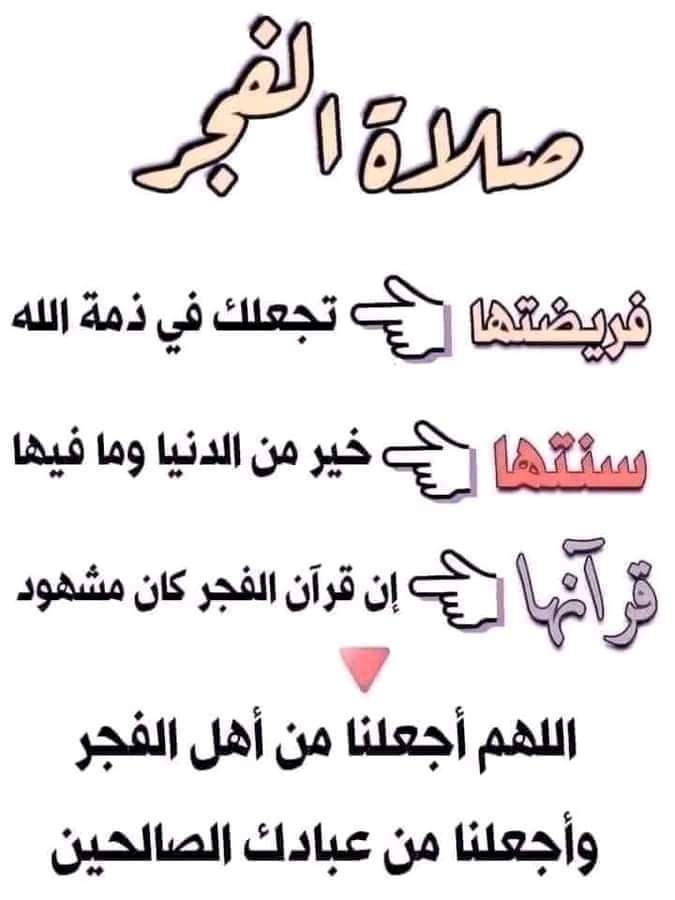 صلاة الفجر
فريضتها تجعلك في ذمة الله
سنتها خير من الدنيا وما فيها
قرآنها إن قرآن الفجر كان مشهود
اللهم أجعلنا من أهل الفجر
وأجعلنا من عبادك الصالحين